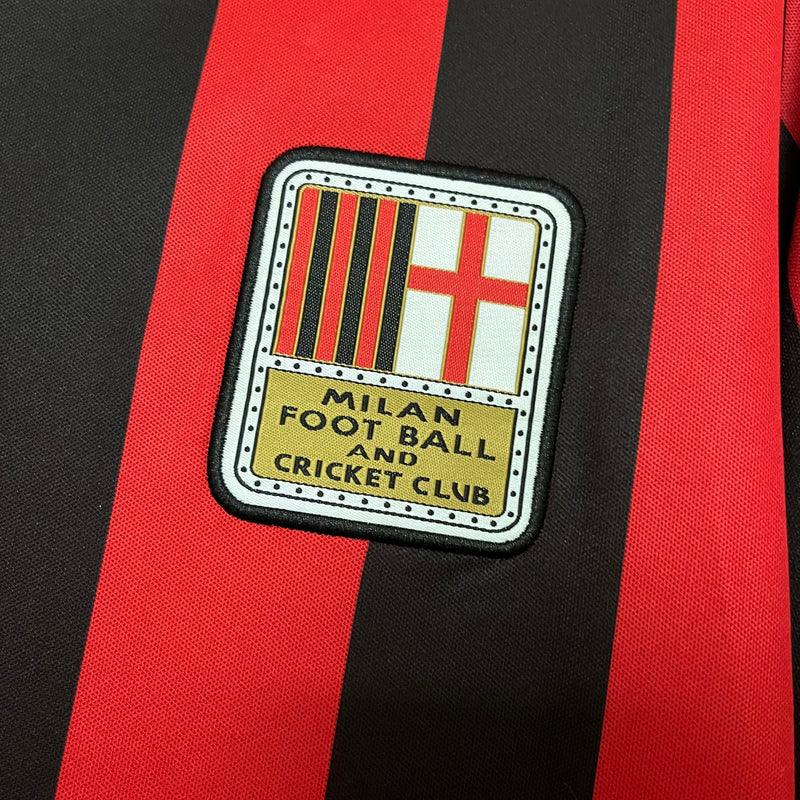 MILAN
FOOT BALL
AND
CRICKET CLUB